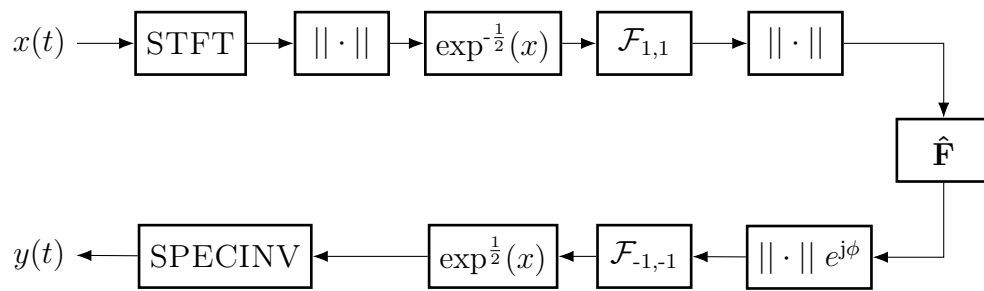 x(t) STFT || · || exp^{-1/2}(x) 𝓕_{1,1} || · ||
F̂
y(t) SPECINV exp^{1/2}(x) 𝓕_{-1,-1} || · || e^{jϕ}